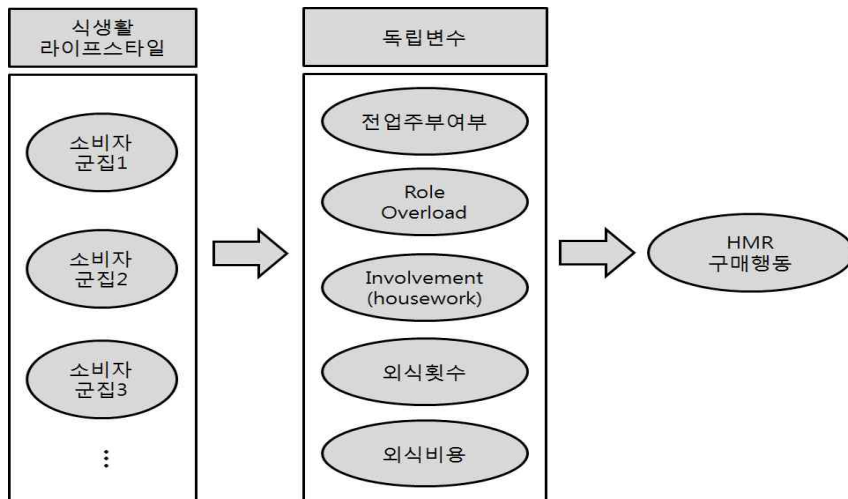 식생활
라이프스타일
소비자
군집1
소비자
군집2
소비자
군집3
...
독립변수
전업주부여부
Role
Overload
Involvement
(housework)
외식횟수
외식비용
HMR
구매행동